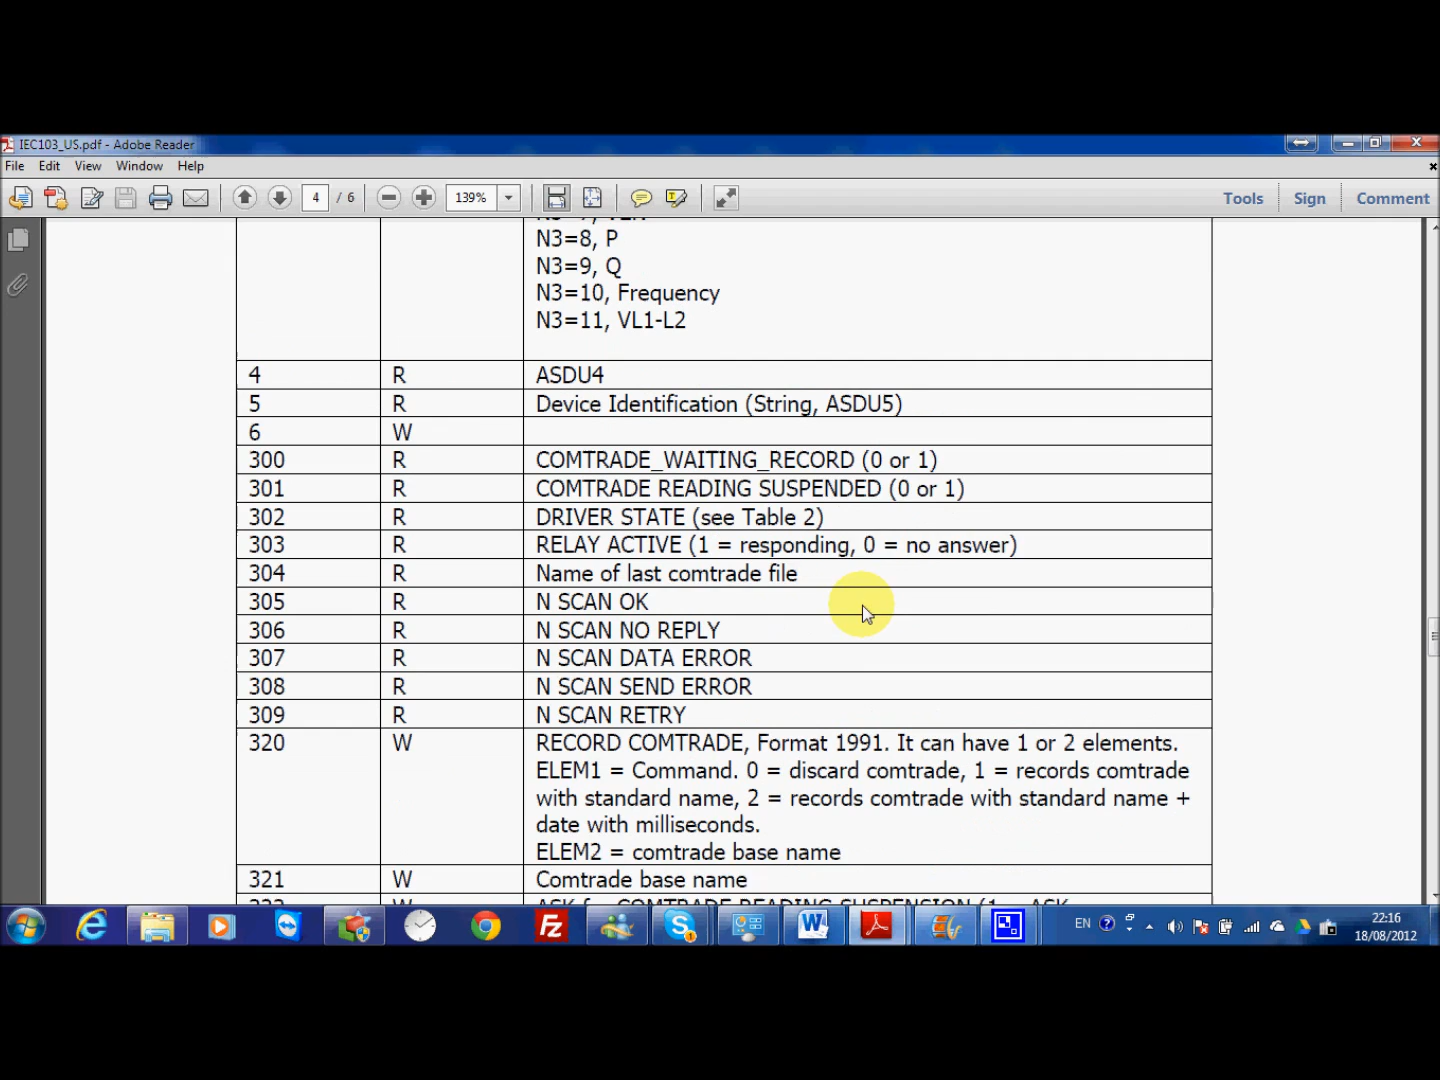 IEC103_US.pdf - Adobe Reader
File Edit View Window Help
4 / 6 139% Tools Sign Comment
N3=8, P
N3=9, Q
N3=10, Frequency
N3=11, VL1-L2
4 R ASDU4
5 R Device Identification (String, ASDU5)
6 W
300 R COMTRADE_WAITING_RECORD (0 or 1)
301 R COMTRADE READING SUSPENDED (0 or 1)
302 R DRIVER STATE (see Table 2)
303 R RELAY ACTIVE (1 = responding, 0 = no answer)
304 R Name of last comtrade file
305 R N SCAN OK
306 R N SCAN NO REPLY
307 R N SCAN DATA ERROR
308 R N SCAN SEND ERROR
309 R N SCAN RETRY
320 W RECORD COMTRADE, Format 1991. It can have 1 or 2 elements.
ELEM1 = Command. 0 = discard comtrade, 1 = records comtrade
with standard name, 2 = records comtrade with standard name +
date with milliseconds.
ELEM2 = comtrade base name
321 W Comtrade base name
EN 22:16
18/08/2012